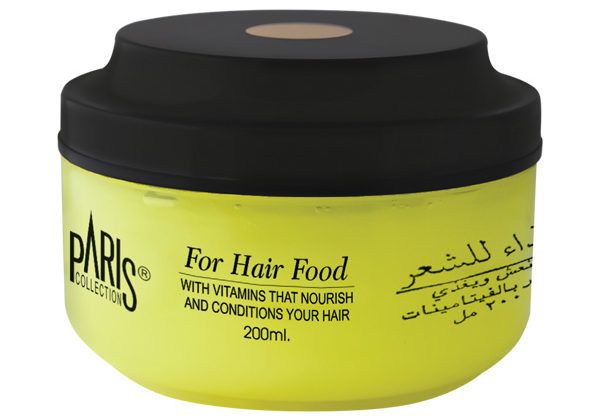 PARIS®
COLLECTION
For Hair Food
WITH VITAMINS THAT NOURISH
AND CONDITIONS YOUR HAIR
200ml.
للشعر
ويغذي
بالفيتامينات
٢٠٠ مل